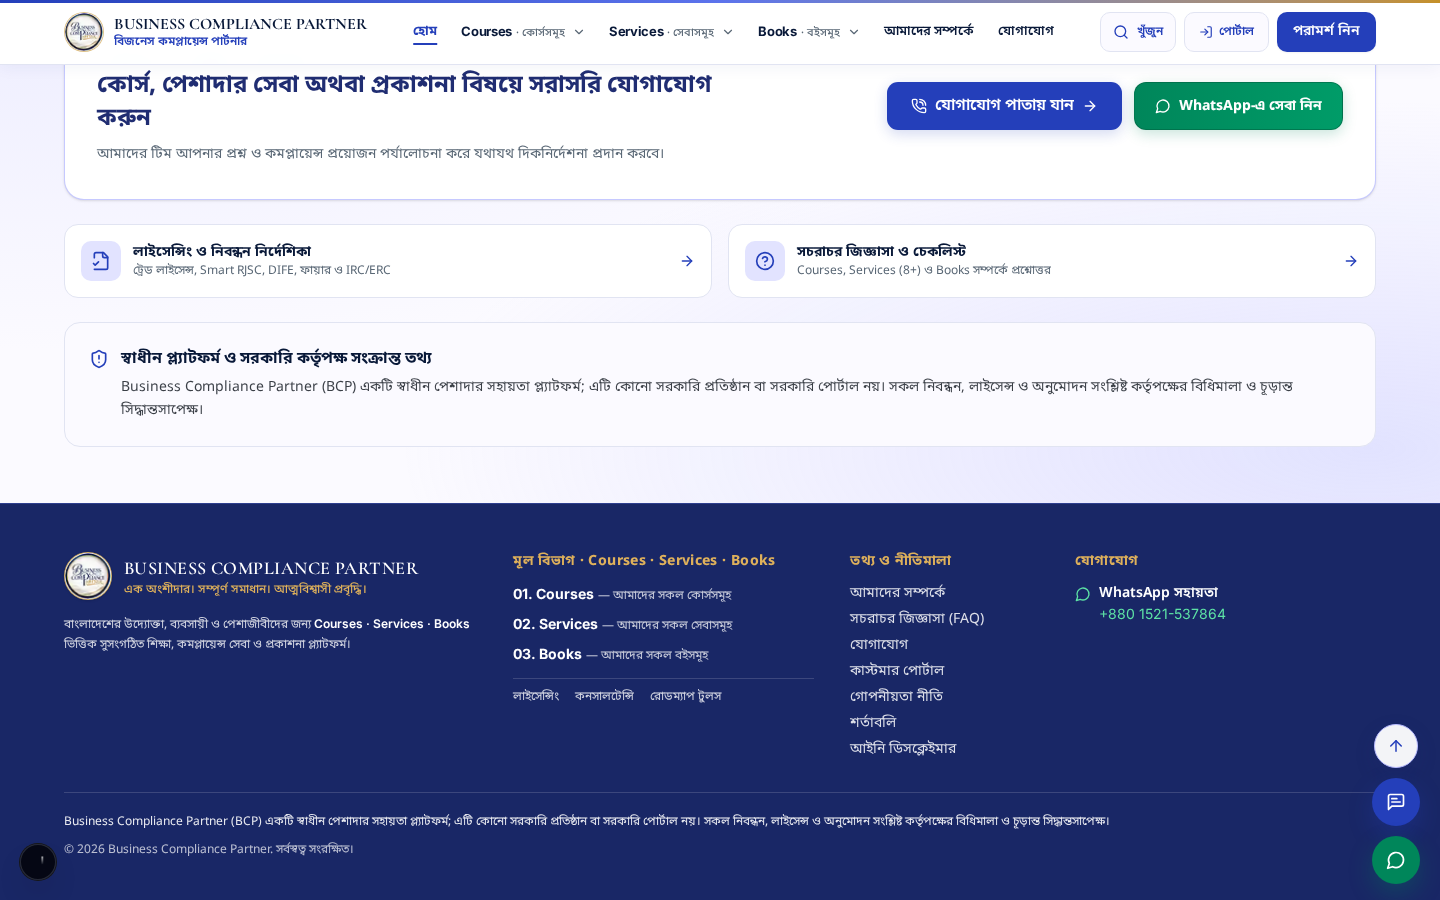 BUSINESS COMPLIANCE PARTNER
বিজনেস কমপ্লায়েন্স পার্টনার
হোম
Courses · কোর্সসমূহ
Services · সেবাসমূহ
Books · বইসমূহ
আমাদের সম্পর্কে
যোগাযোগ
খুঁজুন
পোর্টাল
পরামর্শ নিন
কোর্স, পেশাদার সেবা অথবা প্রকাশনা বিষয়ে সরাসরি যোগাযোগ
করুন
আমাদের টিম আপনার প্রশ্ন ও কমপ্লায়েন্স প্রয়োজন পর্যালোচনা করে যথাযথ দিকনির্দেশনা প্রদান করবে।
যোগাযোগ পাতায় যান
WhatsApp-এ সেবা নিন
লাইসেন্সিং ও নিবন্ধন নির্দেশিকা
ট্রেড লাইসেন্স, Smart RJSC, DIFE, ফায়ার ও IRC/ERC
সচরাচর জিজ্ঞাসা ও চেকলিস্ট
Courses, Services (8+) ও Books সম্পর্কে প্রশ্নোত্তর
স্বাধীন প্ল্যাটফর্ম ও সরকারি কর্তৃপক্ষ সংক্রান্ত তথ্য
Business Compliance Partner (BCP) একটি স্বাধীন পেশাদার সহায়তা প্ল্যাটফর্ম; এটি কোনো সরকারি প্রতিষ্ঠান বা সরকারি পোর্টাল নয়। সকল নিবন্ধন, লাইসেন্স ও অনুমোদন সংশ্লিষ্ট কর্তৃপক্ষের বিধিমালা ও চূড়ান্ত
সিদ্ধান্তসাপেক্ষ।
BUSINESS COMPLIANCE PARTNER
এক অংশীদার। সম্পূর্ণ সমাধান। আত্মবিশ্বাসী প্রবৃদ্ধি।
বাংলাদেশের উদ্যোক্তা, ব্যবসায়ী ও পেশাজীবীদের জন্য Courses · Services · Books
ভিত্তিক সুসংগঠিত শিক্ষা, কমপ্লায়েন্স সেবা ও প্রকাশনা প্ল্যাটফর্ম।
মূল বিভাগ · Courses · Services · Books
01. Courses — আমাদের সকল কোর্সসমূহ
02. Services — আমাদের সকল সেবাসমূহ
03. Books — আমাদের সকল বইসমূহ
লাইসেন্সিং
কনসালটেন্সি
রোডম্যাপ টুলস
তথ্য ও নীতিমালা
আমাদের সম্পর্কে
সচরাচর জিজ্ঞাসা (FAQ)
যোগাযোগ
কাস্টমার পোর্টাল
গোপনীয়তা নীতি
শর্তাবলি
আইনি ডিসক্লেইমার
যোগাযোগ
WhatsApp সহায়তা
+880 1521-537864
Business Compliance Partner (BCP) একটি স্বাধীন পেশাদার সহায়তা প্ল্যাটফর্ম; এটি কোনো সরকারি প্রতিষ্ঠান বা সরকারি পোর্টাল নয়। সকল নিবন্ধন, লাইসেন্স ও অনুমোদন সংশ্লিষ্ট কর্তৃপক্ষের বিধিমালা ও চূড়ান্ত সিদ্ধান্তসাপেক্ষ।
© 2026 Business Compliance Partner. সর্বস্বত্ব সংরক্ষিত।